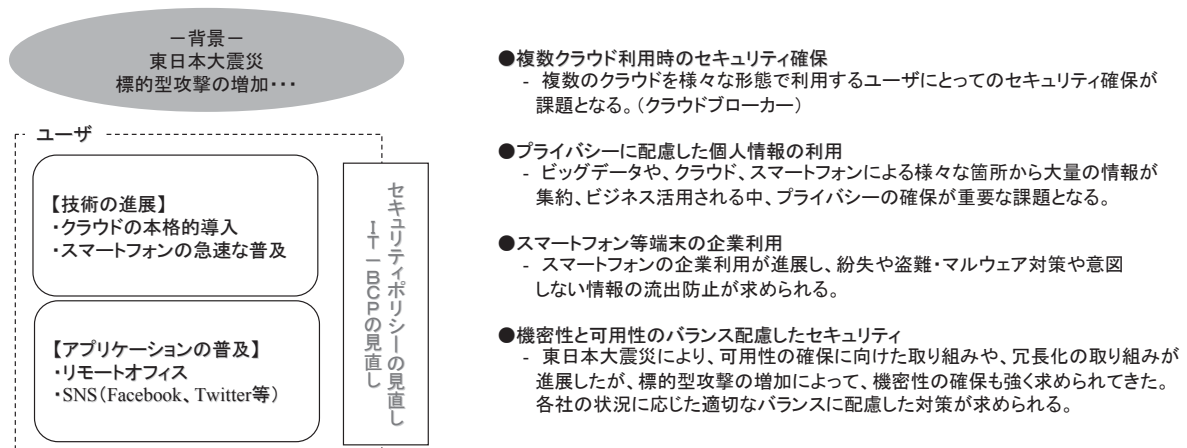 －背景－
東日本大震災
標的型攻撃の増加・・・
ユーザ
【技術の進展】
・クラウドの本格的導入
・スマートフォンの急速な普及
【アプリケーションの普及】
・リモートオフィス
・SNS（Facebook、Twitter等）
セキュリティポリシーの見直し
ＩＴ－ＢＣＰの見直し
●複数クラウド利用時のセキュリティ確保
- 複数のクラウドを様々な形態で利用するユーザにとってのセキュリティ確保が
課題となる。（クラウドブローカー）
●プライバシーに配慮した個人情報の利用
- ビッグデータや、クラウド、スマートフォンによる様々な箇所から大量の情報が
集約、ビジネス活用される中、プライバシーの確保が重要な課題となる。
●スマートフォン等端末の企業利用
- スマートフォンの企業利用が進展し、紛失や盗難・マルウェア対策や意図
しない情報の流出防止が求められる。
●機密性と可用性のバランス配慮したセキュリティ
- 東日本大震災により、可用性の確保に向けた取り組みや、冗長化の取り組みが
進展したが、標的型攻撃の増加によって、機密性の確保も強く求められてきた。
各社の状況に応じた適切なバランスに配慮した対策が求められる。